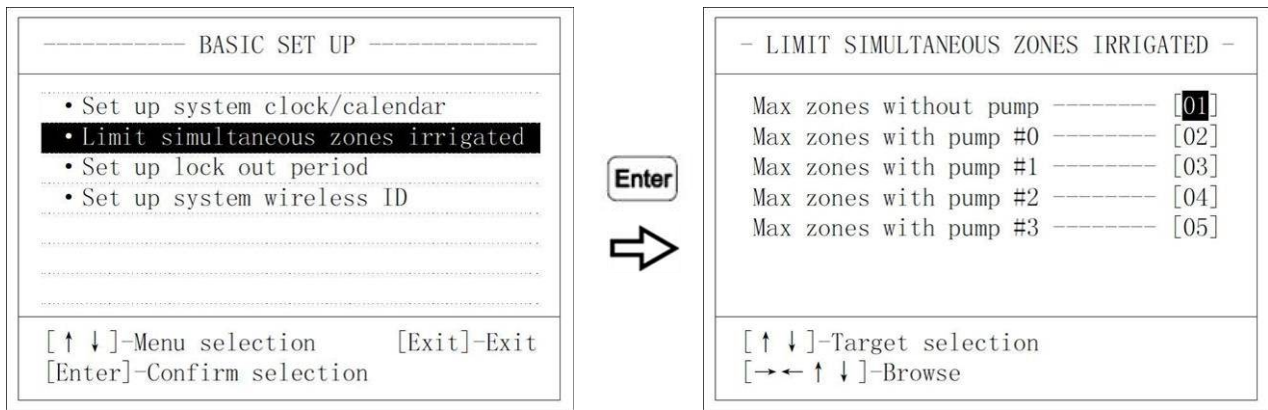 ----------- BASIC SET UP -------------
•Set up system clock/calendar
•Limit simultaneous zones irrigated
•Set up lock out period
•Set up system wireless ID
[↑↓]-Menu selection [Exit]-Exit
[Enter]-Confirm selection
Enter
- LIMIT SIMULTANEOUS ZONES IRRIGATED -
Max zones without pump -------- [01]
Max zones with pump #0 -------- [02]
Max zones with pump #1 -------- [03]
Max zones with pump #2 -------- [04]
Max zones with pump #3 -------- [05]
[↑↓]-Target selection
[→←↑↓]-Browse